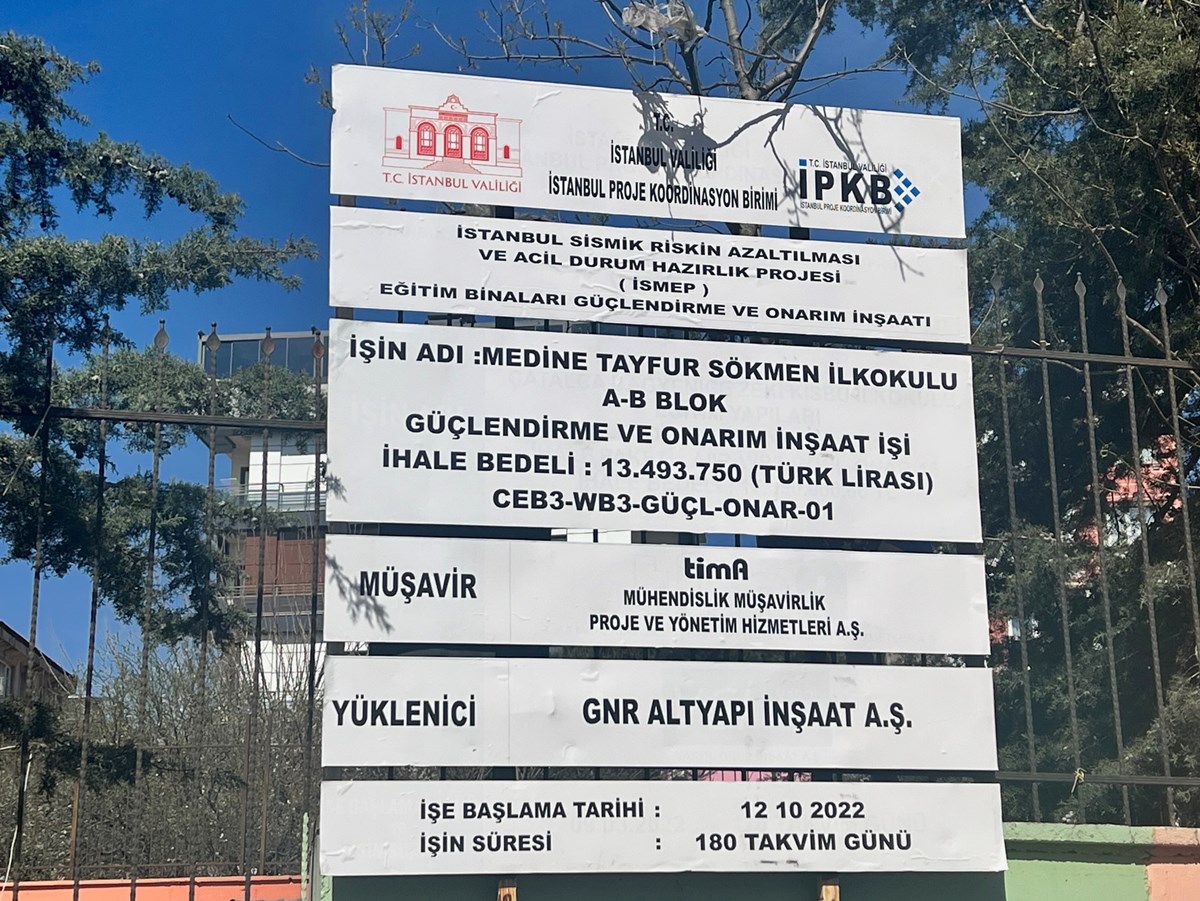 T.C. İSTANBUL VALİLİĞİ
T.C.
İSTANBUL VALİLİĞİ
İSTANBUL PROJE KOORDİNASYON BİRİMİ
T.C. İSTANBUL VALİLİĞİ
İPKB
İSTANBUL PROJE KOORDİNASYON BİRİMİ
İSTANBUL SİSMİK RİSKİN AZALTILMASI
VE ACİL DURUM HAZIRLIK PROJESİ
( İSMEP )
EĞİTİM BİNALARI GÜÇLENDİRME VE ONARIM İNŞAATI
İŞİN ADI :MEDİNE TAYFUR SÖKMEN İLKOKULU
A-B BLOK
GÜÇLENDİRME VE ONARIM İNŞAAT İŞİ
İHALE BEDELİ : 13.493.750 (TÜRK LİRASI)
CEB3-WB3-GÜÇL-ONAR-01
MÜŞAVİR
timA
MÜHENDİSLİK MÜŞAVİRLİK
PROJE VE YÖNETİM HİZMETLERİ A.Ş.
YÜKLENİCİ GNR ALTYAPI İNŞAAT A.Ş.
İŞE BAŞLAMA TARİHİ : 12 10 2022
İŞİN SÜRESİ : 180 TAKVİM GÜNÜ